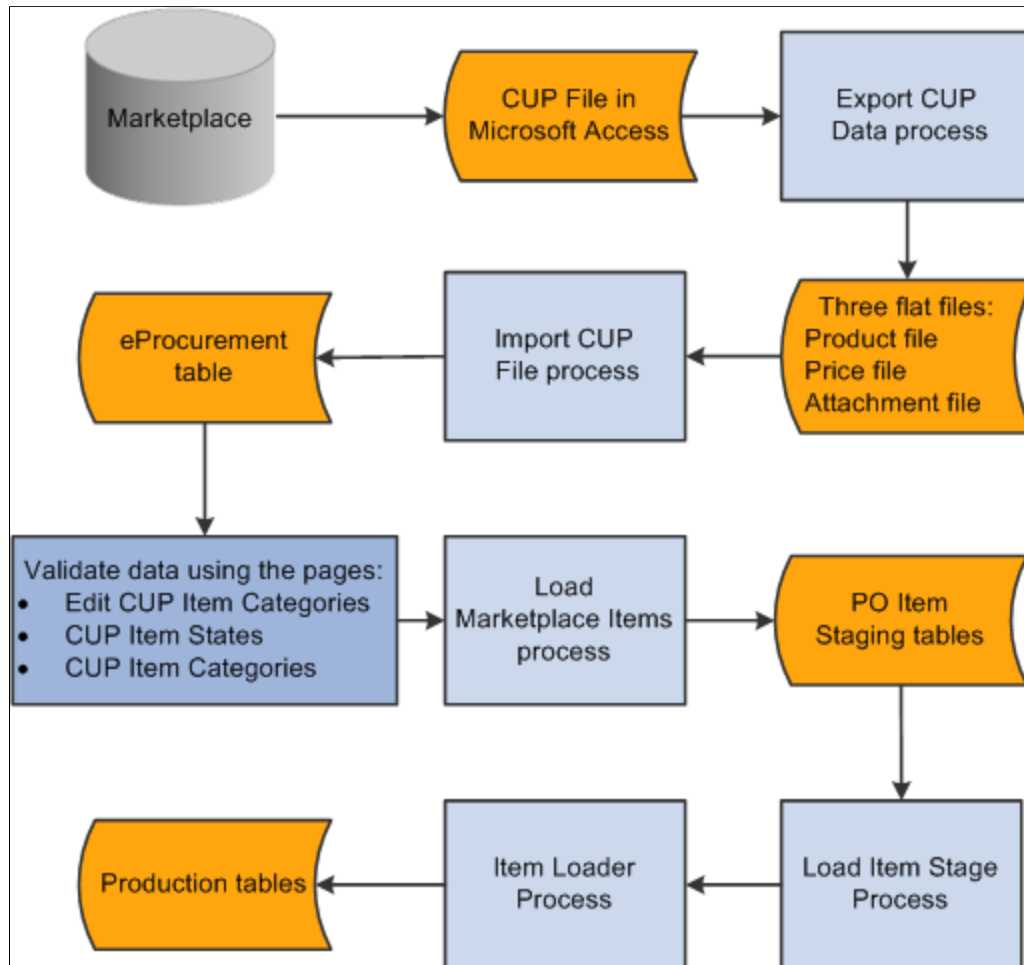 Marketplace
CUP File in
Microsoft Access
Export CUP
Data process
Three flat files:
Product file
Price file
Attachment file
Import CUP
File process
eProcurement
table
Validate data using the pages:
• Edit CUP Item Categories
• CUP Item States
• CUP Item Categories
Load
Marketplace Items
process
PO Item
Staging tables
Load Item Stage
Process
Item Loader
Process
Production tables